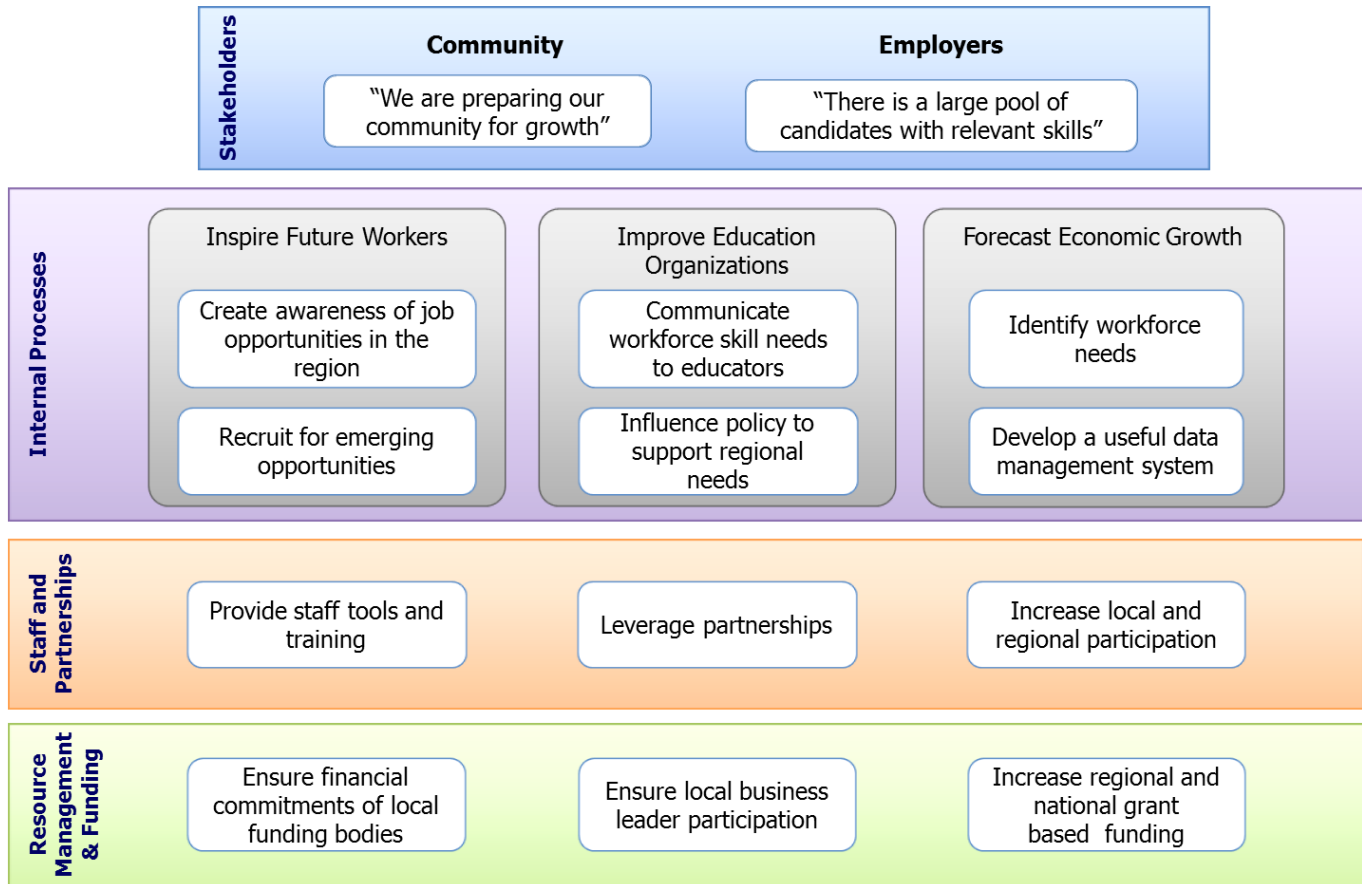 Stakeholders
Community
Employers
“We are preparing our
community for growth”
“There is a large pool of
candidates with relevant skills”
Internal Processes
Inspire Future Workers
Create awareness of job
opportunities in the
region
Recruit for emerging
opportunities
Improve Education
Organizations
Communicate
workforce skill needs
to educators
Influence policy to
support regional
needs
Forecast Economic Growth
Identify workforce
needs
Develop a useful data
management system
Staff and
Partnerships
Provide staff tools and
training
Leverage partnerships
Increase local and
regional participation
Resource
Management
& Funding
Ensure financial
commitments of local
funding bodies
Ensure local business
leader participation
Increase regional and
national grant
based  funding